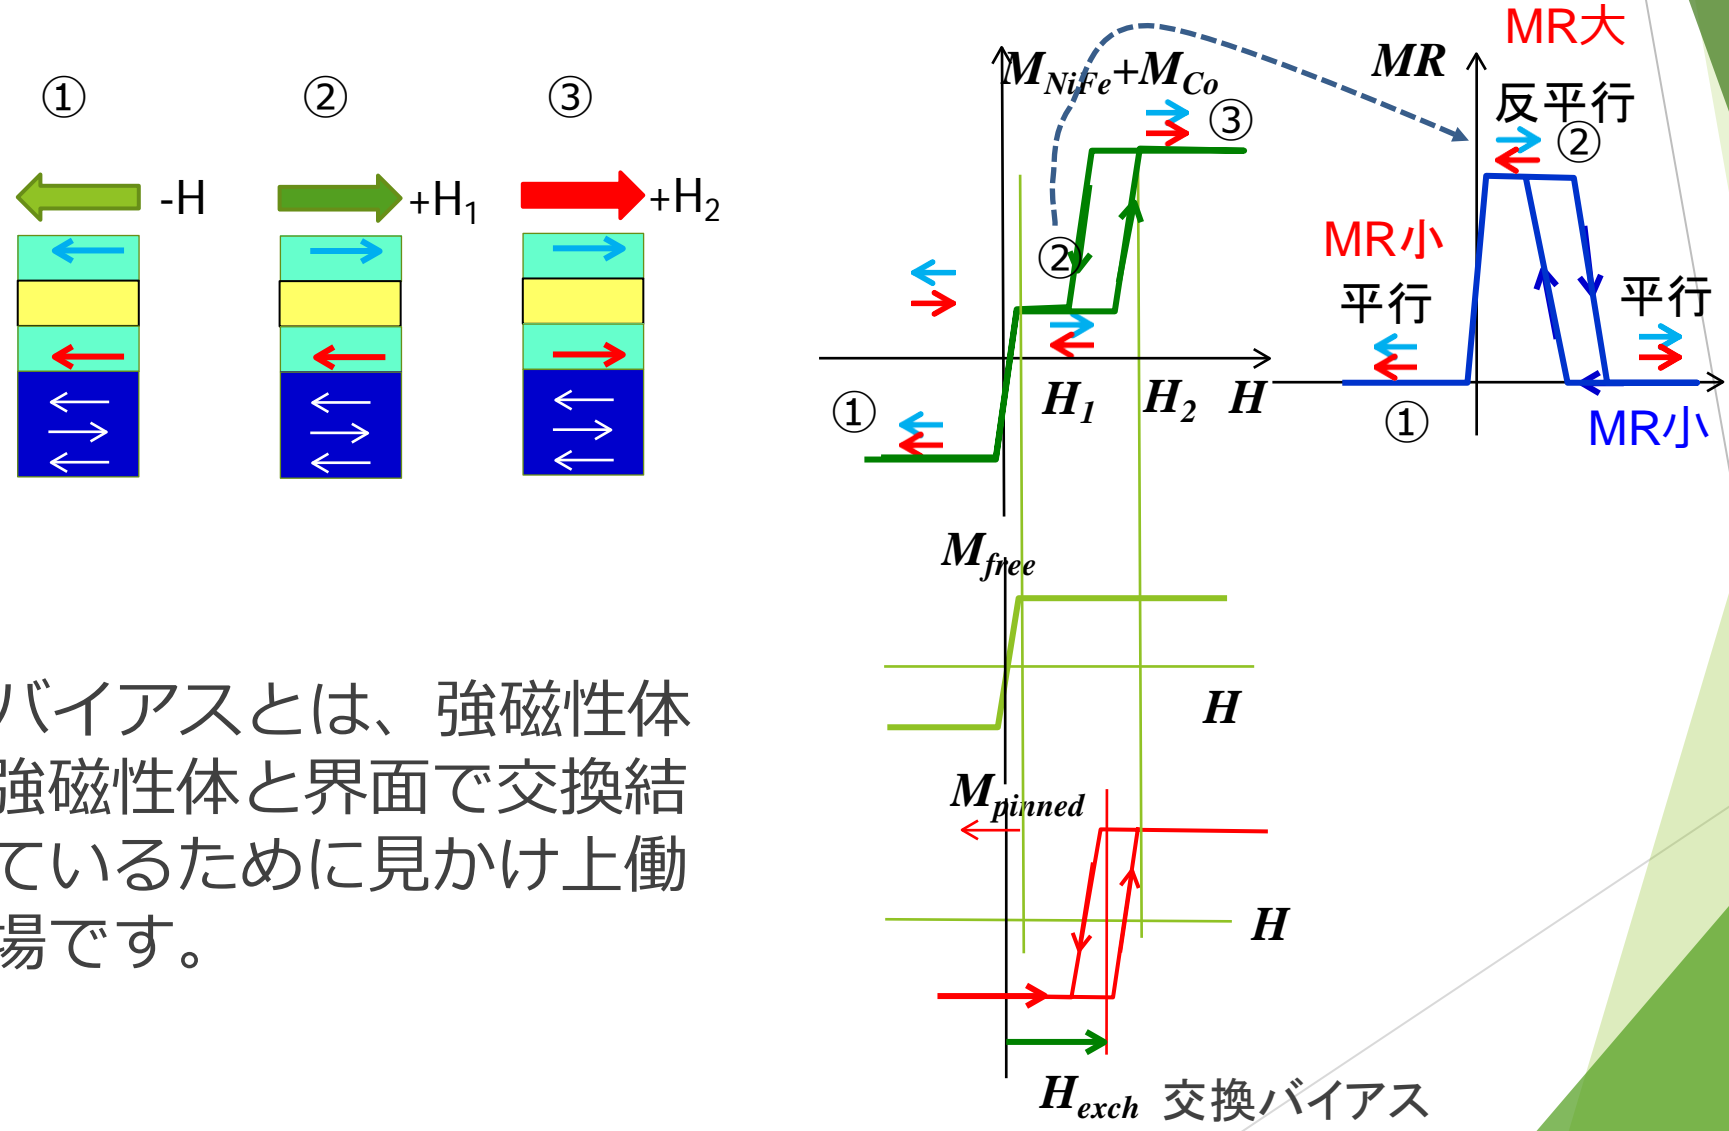 ① ② ③
-H +H1 +H2
バイアスとは、強磁性体
強磁性体と界面で交換結
ているために見かけ上働
場です。
MNiFe+MCo
③
②
①
H1 H2 H
MR
MR大
反平行
②
MR小
平行
平行
①
MR小
Mfree
H
Mpinned
H
Hexch 交換バイアス